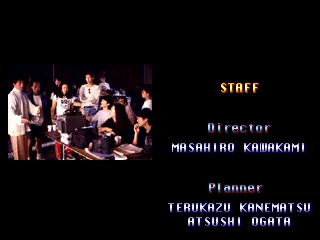 STAFF
Director
MASAHIRO KAWAKAMI
Planner
TERUKAZU KANEMATSU
ATSUSHI OGATA